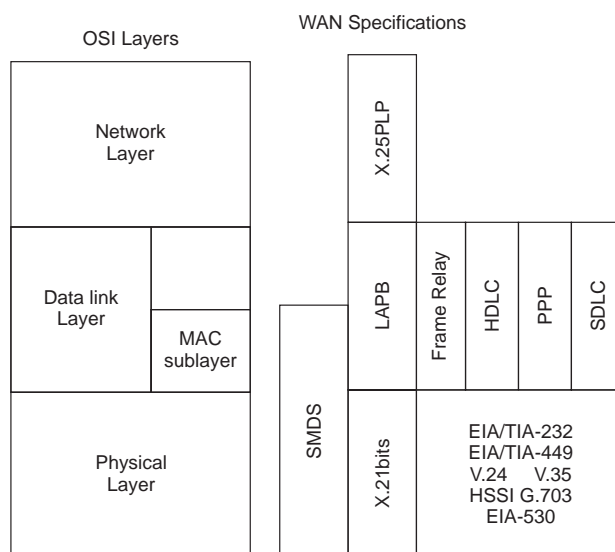 WAN Specifications
OSI Layers
Network
Layer
Data link
Layer
MAC
sublayer
Physical
Layer
SMDS
X.25PLP
LAPB
X.21bits
Frame Relay
HDLC
PPP
SDLC
EIA/TIA-232
EIA/TIA-449
V.24 V.35
HSSI G.703
EIA-530